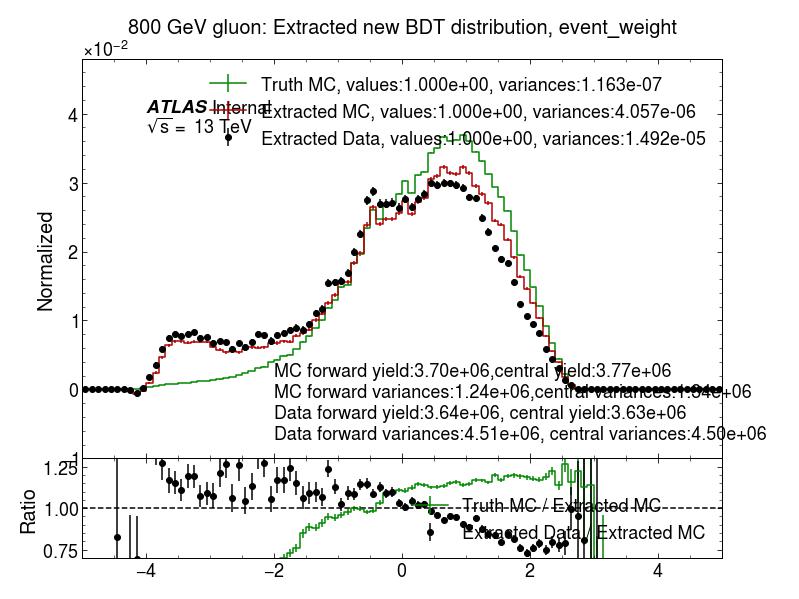 800 GeV gluon: Extracted new BDT distribution, event_weight
×10−2
Truth MC, values:1.000e+00, variances:1.163e-07
ATLAS Internal
Extracted MC, values:1.000e+00, variances:4.057e-06
√s = 13 TeV
Extracted Data, values:1.000e+00, variances:1.492e-05
4
3
2
1
0
Normalized
MC forward yield:3.70e+06,central yield:3.77e+06
MC forward variances:1.24e+06,central variances:1.34e+06
Data forward yield:3.64e+06, central yield:3.63e+06
Data forward variances:4.51e+06, central variances:4.50e+06
1.25
1.00
0.75
Ratio
Truth MC / Extracted MC
Extracted Data / Extracted MC
−4 −2 0 2 4